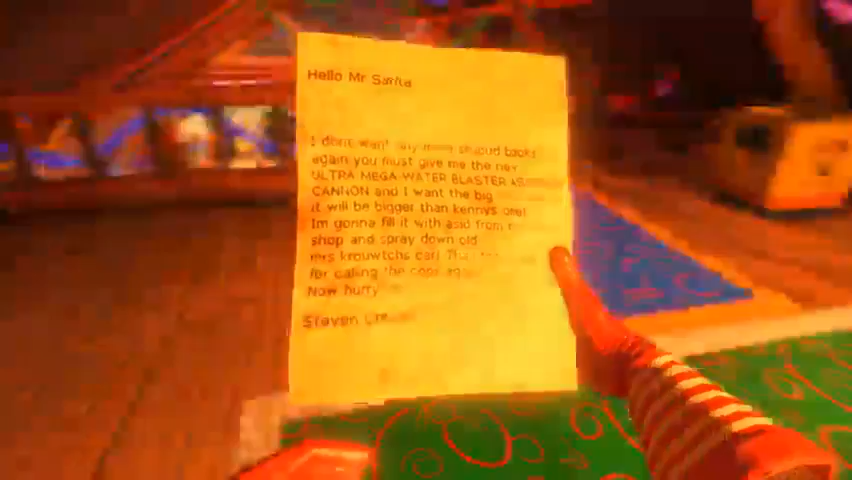 Hello Mr Santa
I dont want any more stupid books
again you must give me the new
ULTRA MEGA WATER BLASTER
CANNON and I want the big
it will be bigger than kennys one!
Im gonna fill it with asid from
shop and spray down old
mrs krouwtchs car!
for calling the cops
Now hurry
Steven